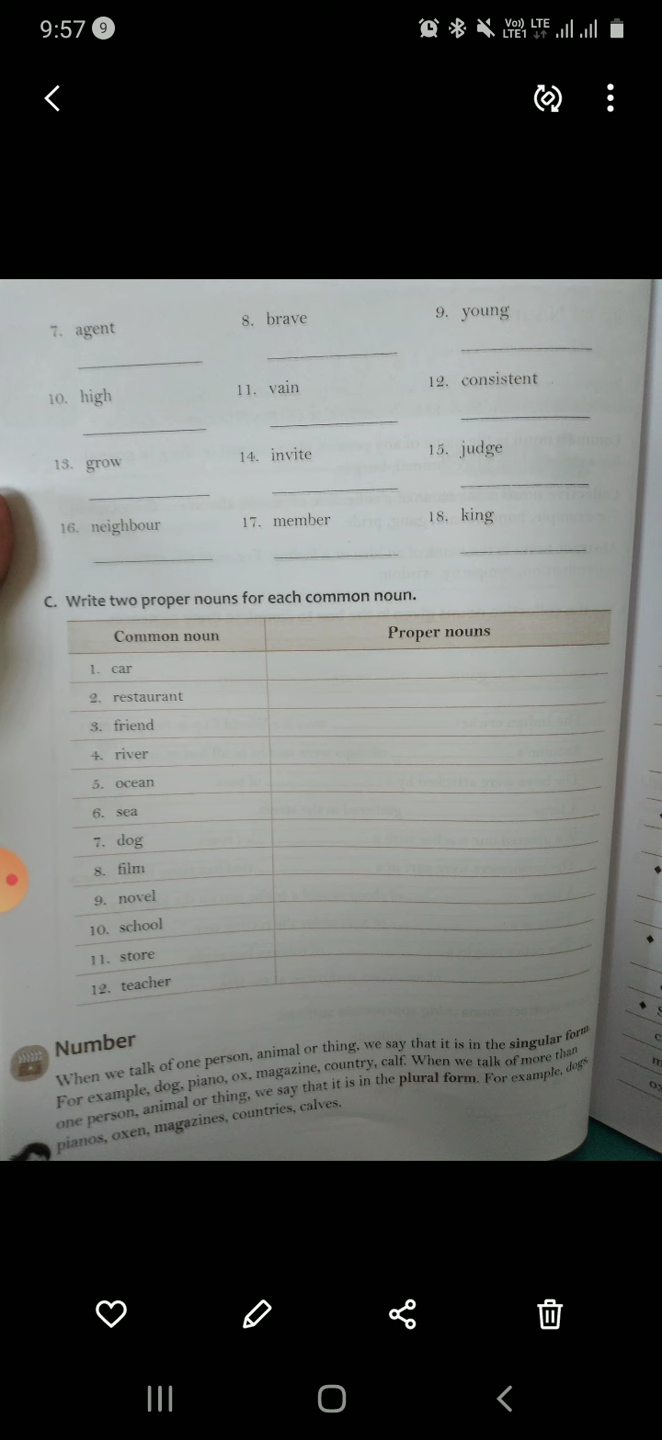 9:57 9 Vo)) LTE
LTE1
7. agent 8. brave 9. young
10. high 11. vain 12. consistent
13. grow 14. invite 15. judge
16. neighbour 17. member 18. king
C. Write two proper nouns for each common noun.
Common noun Proper nouns
1. car
2. restaurant
3. friend
4. river
5. ocean
6. sea
7. dog
8. film
9. novel
10. school
11. store
12. teacher
Number
When we talk of one person, animal or thing, we say that it is in the singular form.
For example, dog, piano, ox, magazine, country, calf. When we talk of more than
one person, animal or thing, we say that it is in the plural form. For example, dogs,
pianos, oxen, magazines, countries, calves.